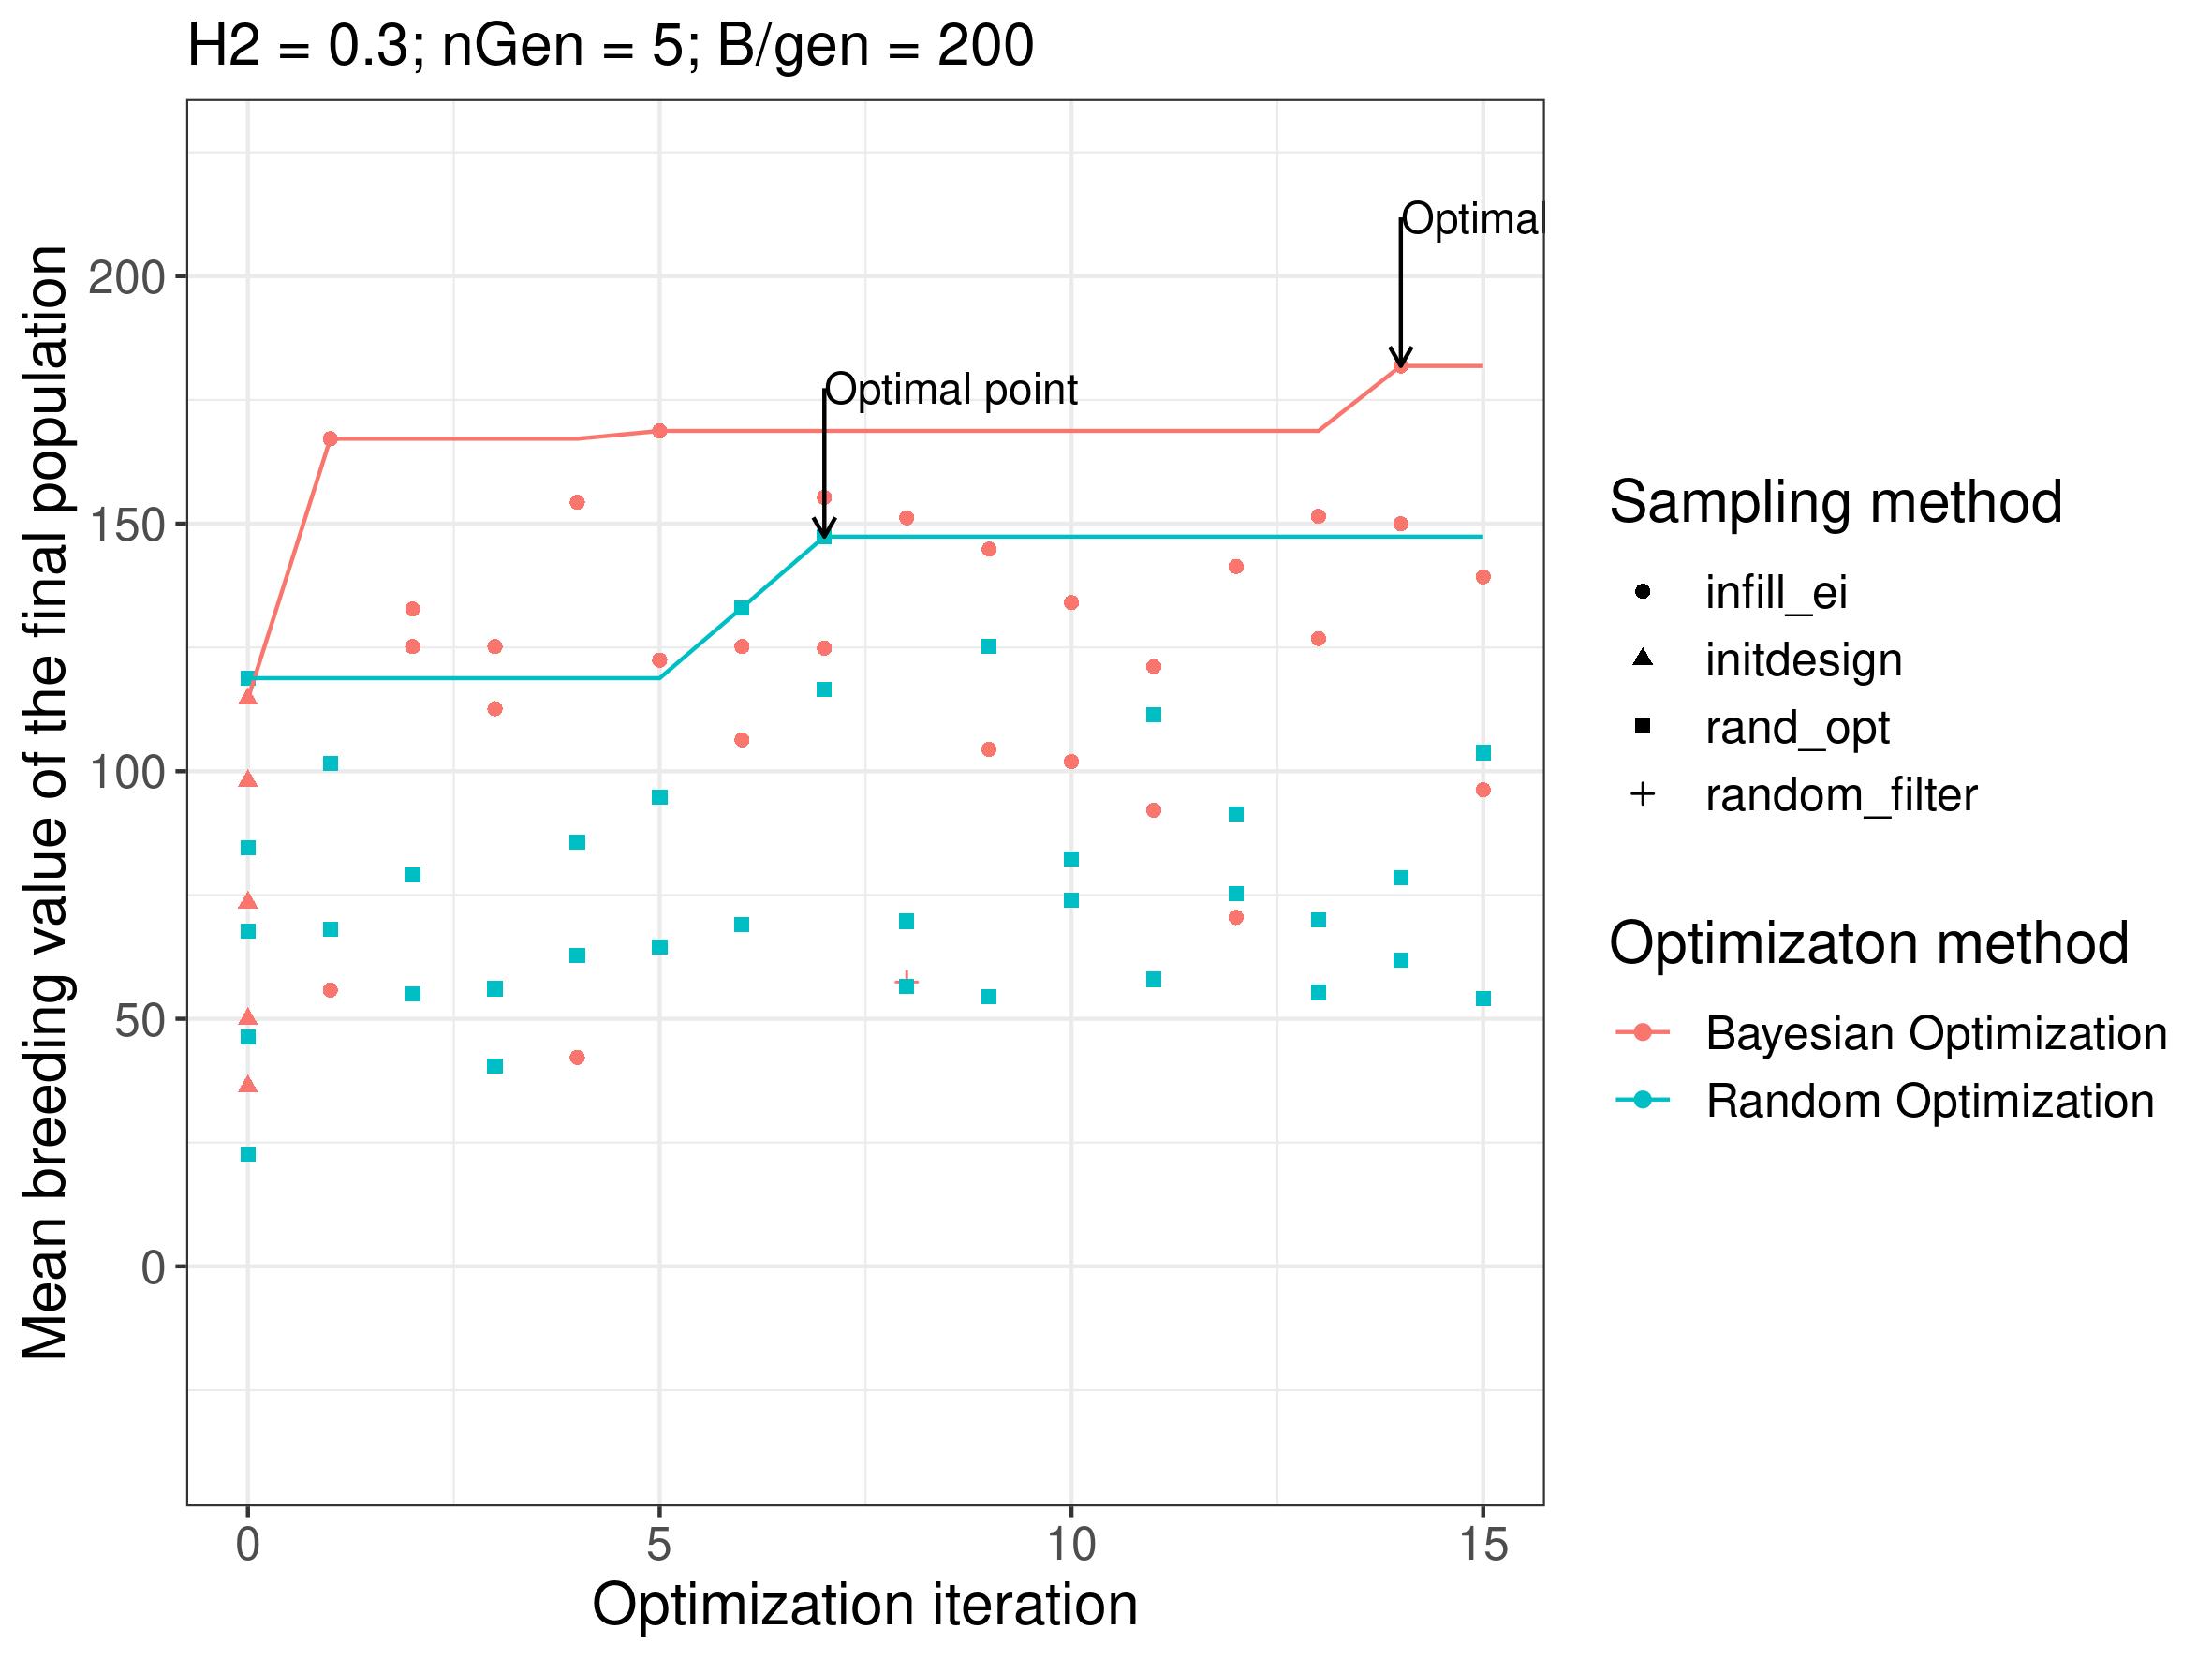 H2 = 0.3; nGen = 5; B/gen = 200
Mean breeding value of the final population
200
150
100
50
0
Optimal
Optimal point
0
5
10
15
Optimization iteration
Sampling method
infill_ei
initdesign
rand_opt
random_filter
Optimizaton method
Bayesian Optimization
Random Optimization